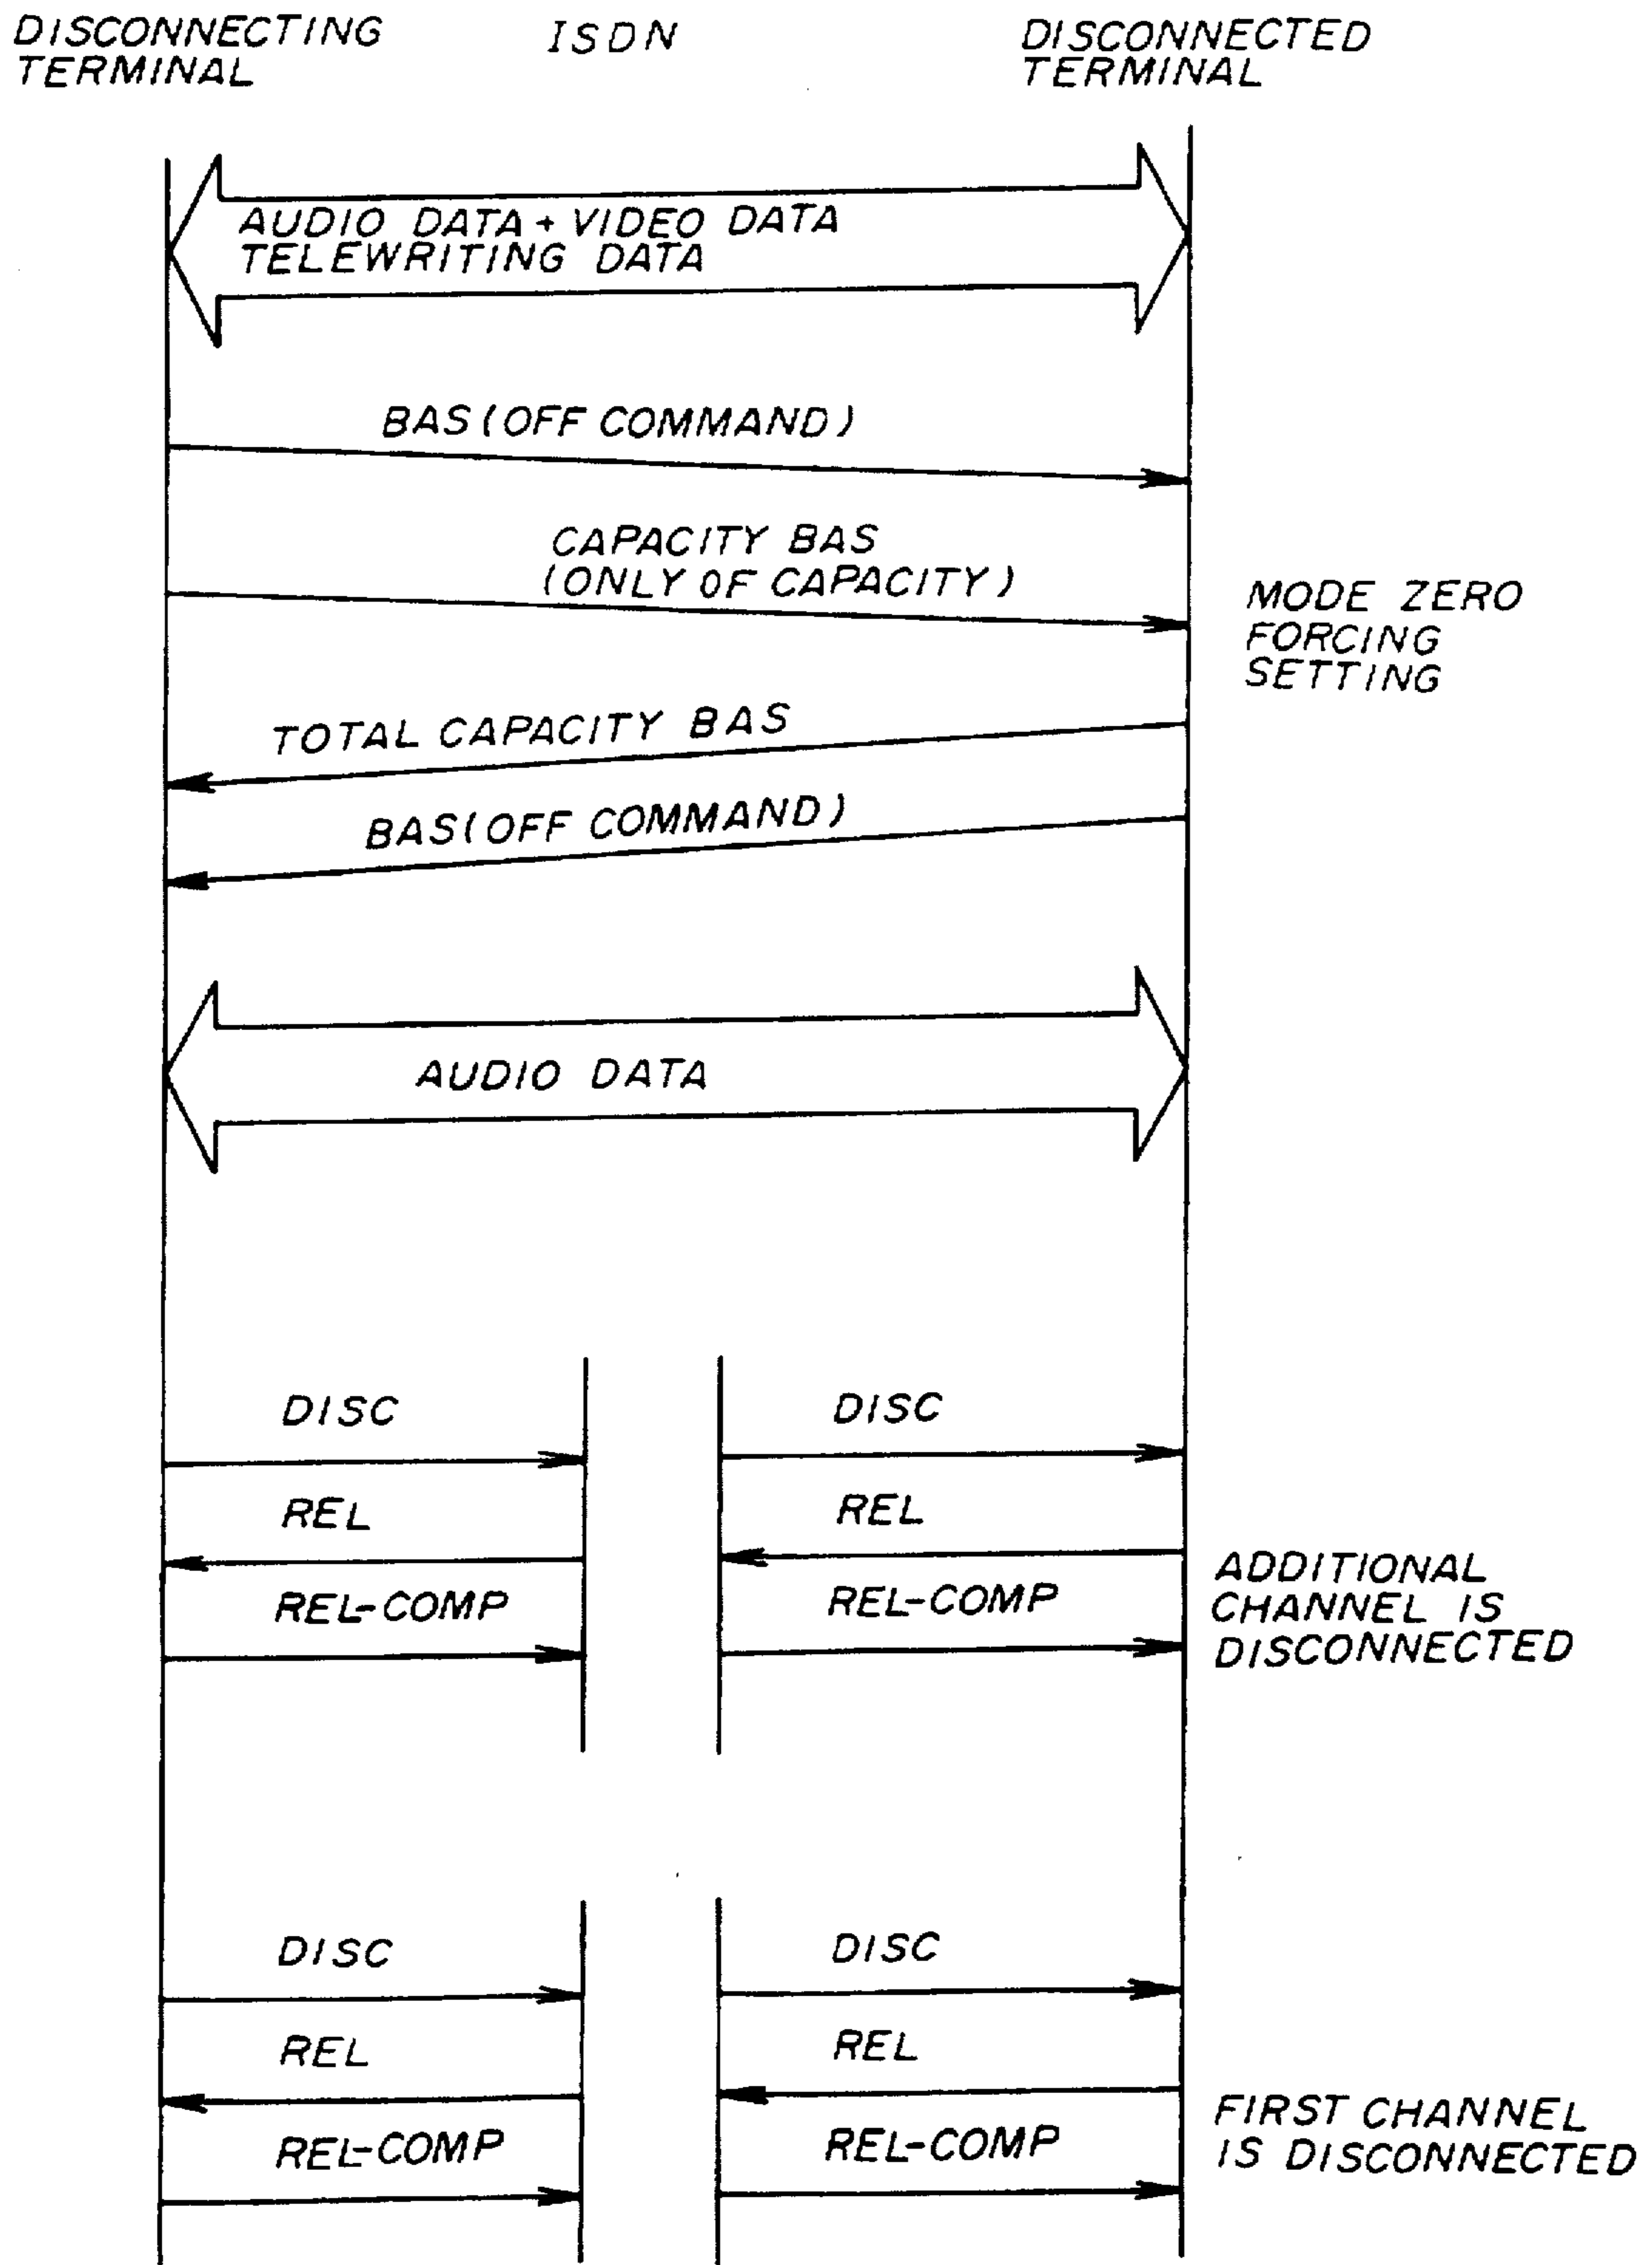 DISCONNECTING
TERMINAL
ISDN
DISCONNECTED
TERMINAL
AUDIO DATA + VIDEO DATA
TELEWRITING DATA
BAS (OFF COMMAND)
CAPACITY BAS
(ONLY OF CAPACITY)
MODE ZERO
FORCING
SETTING
TOTAL CAPACITY BAS
BAS (OFF COMMAND)
AUDIO DATA
DISC
DISC
REL
REL
REL-COMP
REL-COMP
ADDITIONAL
CHANNEL IS
DISCONNECTED
DISC
DISC
REL
REL
REL-COMP
REL-COMP
FIRST CHANNEL
IS DISCONNECTED